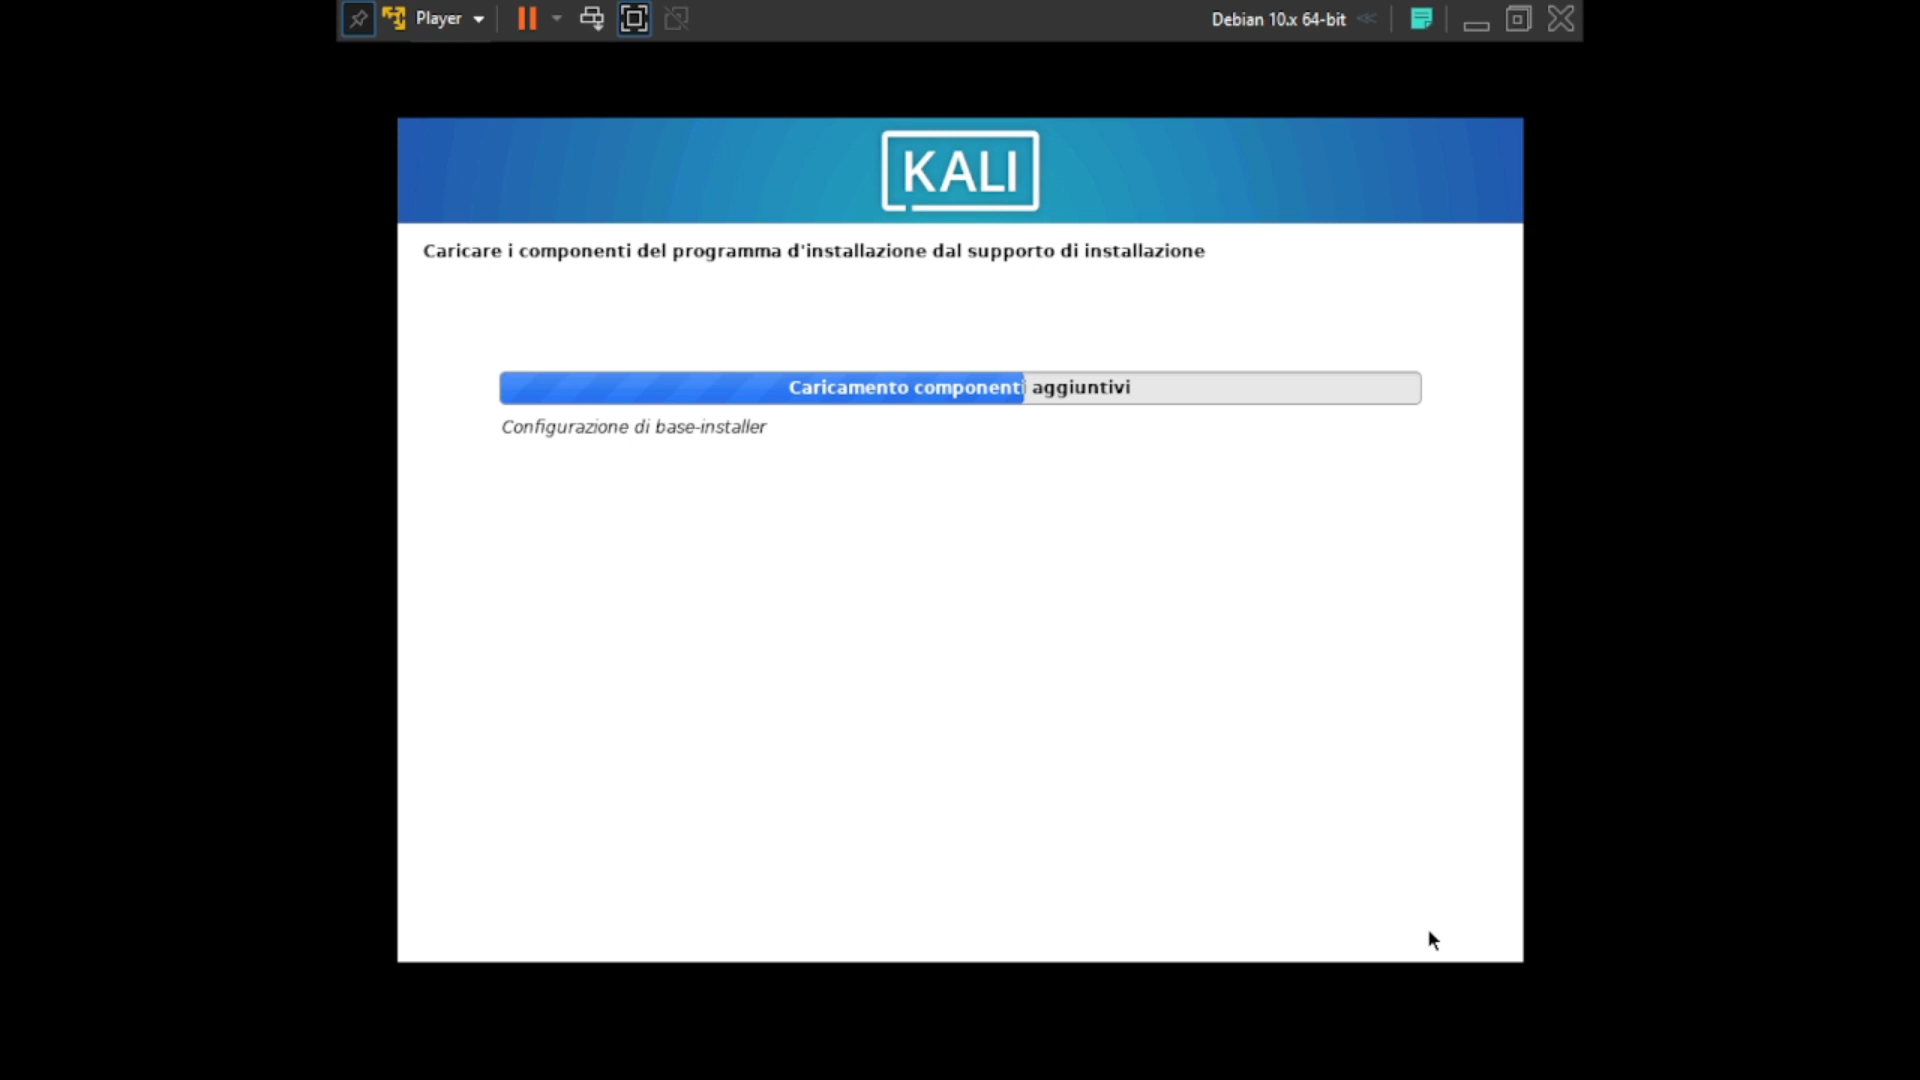 Player
Debian 10.x 64-bit
KALI
Caricare i componenti del programma d'installazione dal supporto di installazione
Caricamento componenti aggiuntivi
Configurazione di base-installer